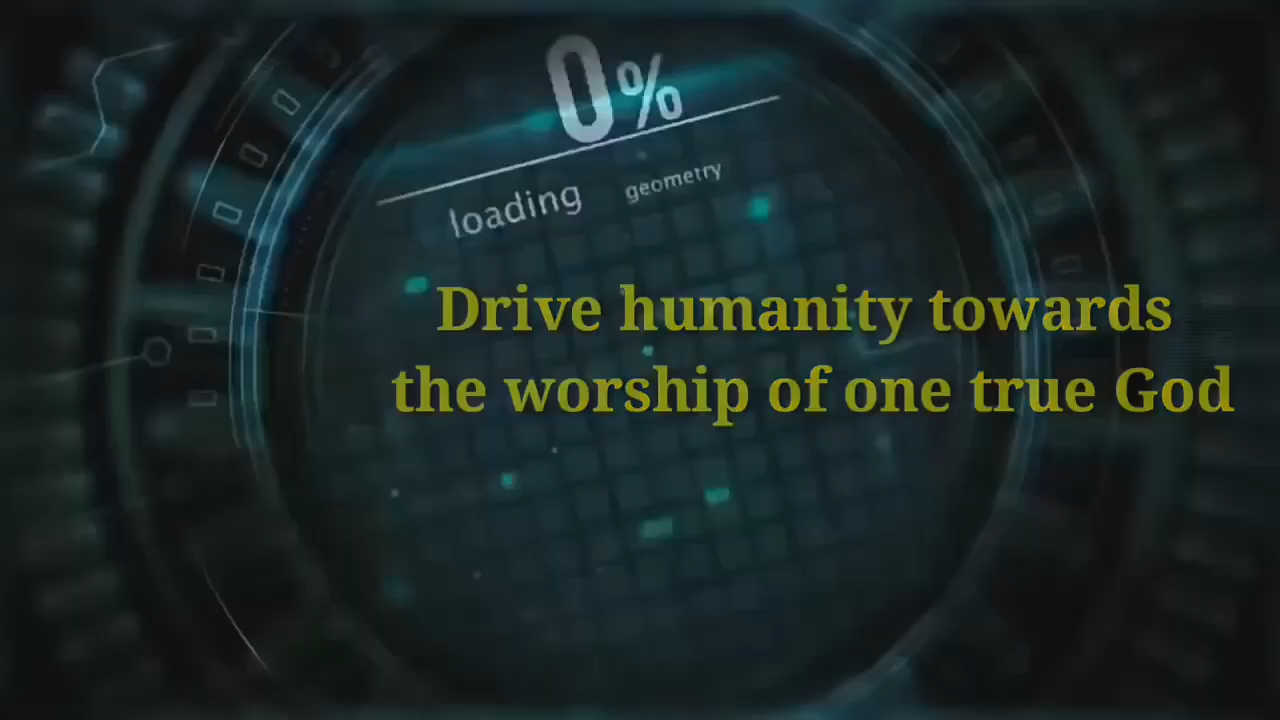 0%
loading geometry
Drive humanity towards
the worship of one true God